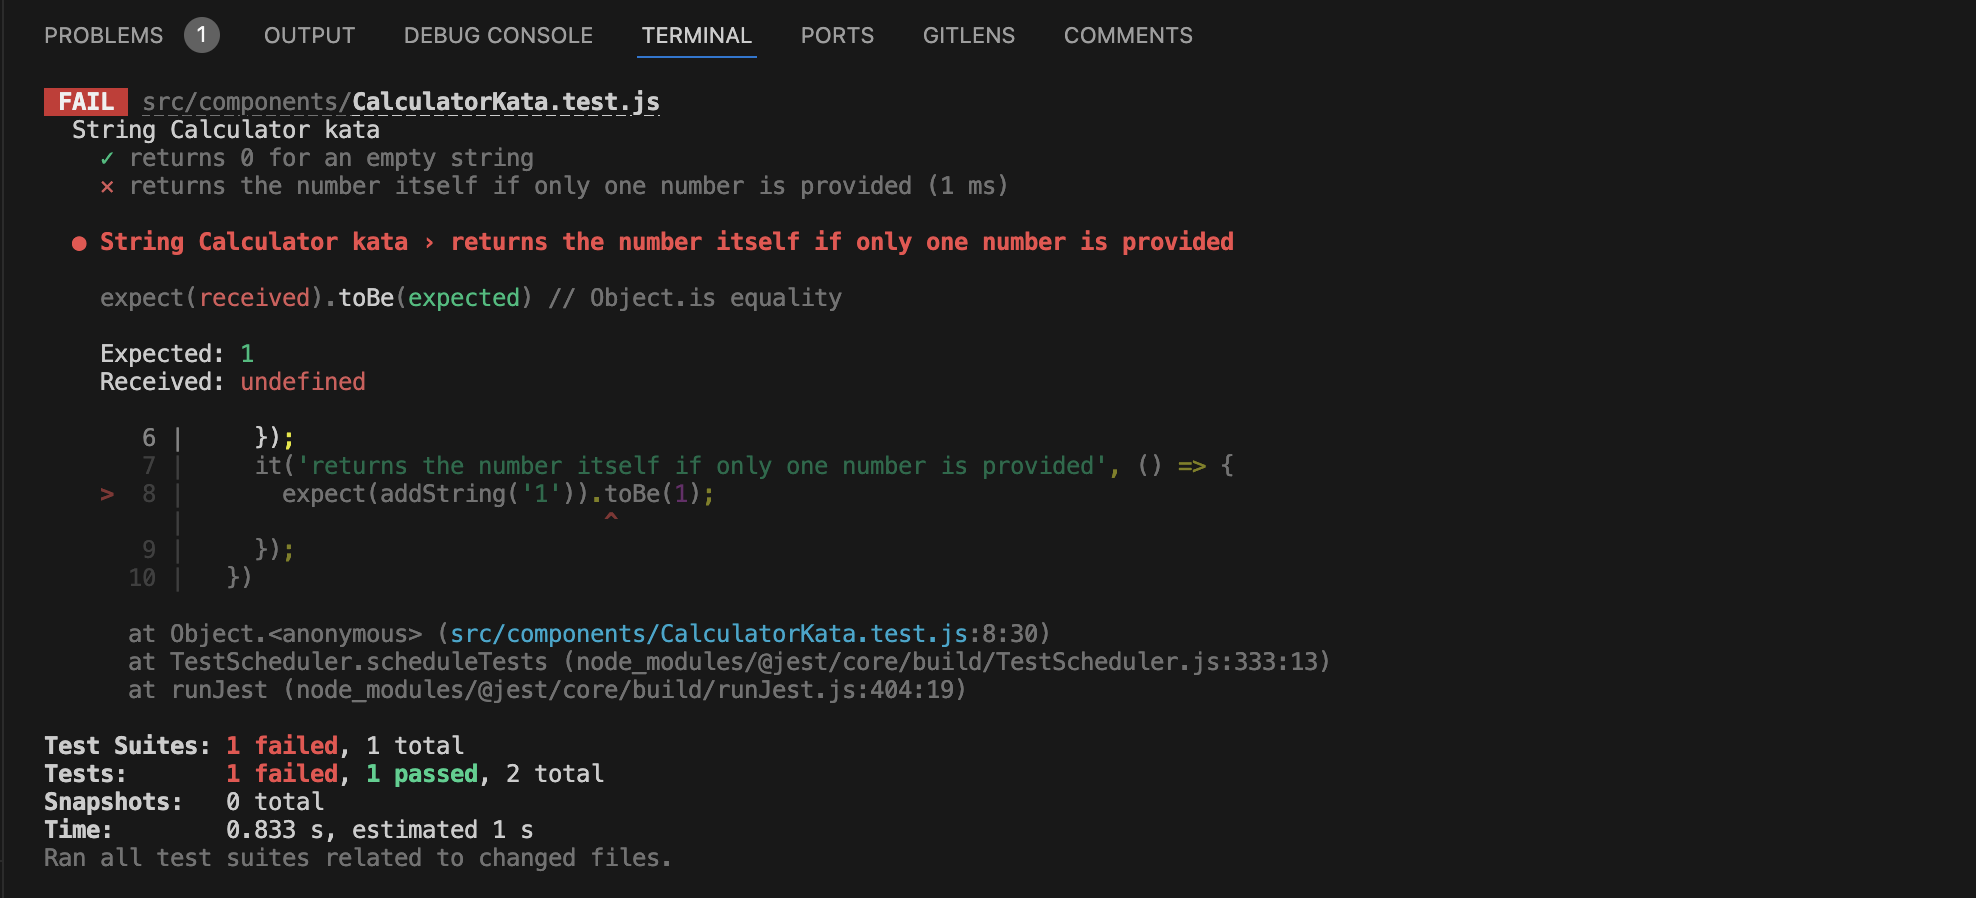 PROBLEMS 1 OUTPUT DEBUG CONSOLE TERMINAL PORTS GITLENS COMMENTS
FAIL src/components/CalculatorKata.test.js
String Calculator kata
✓ returns 0 for an empty string
✕ returns the number itself if only one number is provided (1 ms)
● String Calculator kata › returns the number itself if only one number is provided
expect(received).toBe(expected) // Object.is equality
Expected: 1
Received: undefined
6 |     });
7 |     it('returns the number itself if only one number is provided', () => {
> 8 |       expect(addString('1')).toBe(1);
|                              ^
9 |     });
10 |   })
at Object.<anonymous> (src/components/CalculatorKata.test.js:8:30)
at TestScheduler.scheduleTests (node_modules/@jest/core/build/TestScheduler.js:333:13)
at runJest (node_modules/@jest/core/build/runJest.js:404:19)
Test Suites: 1 failed, 1 total
Tests:       1 failed, 1 passed, 2 total
Snapshots:   0 total
Time:        0.833 s, estimated 1 s
Ran all test suites related to changed files.